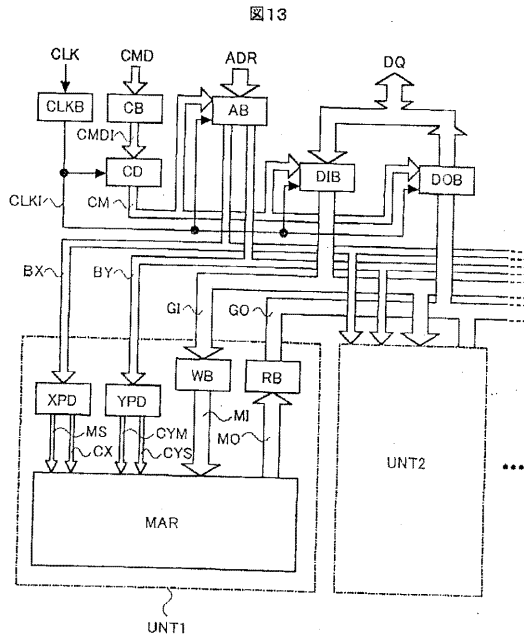 図13
CLK CMD ADR DQ
CLKB CB AB
CMDI
CD DIB DOB
CM
CLKI
BX BY GI GO
XPD YPD WB RB
MS CYM MI
CX CYS MO
MAR UNT2 •••
UNT1